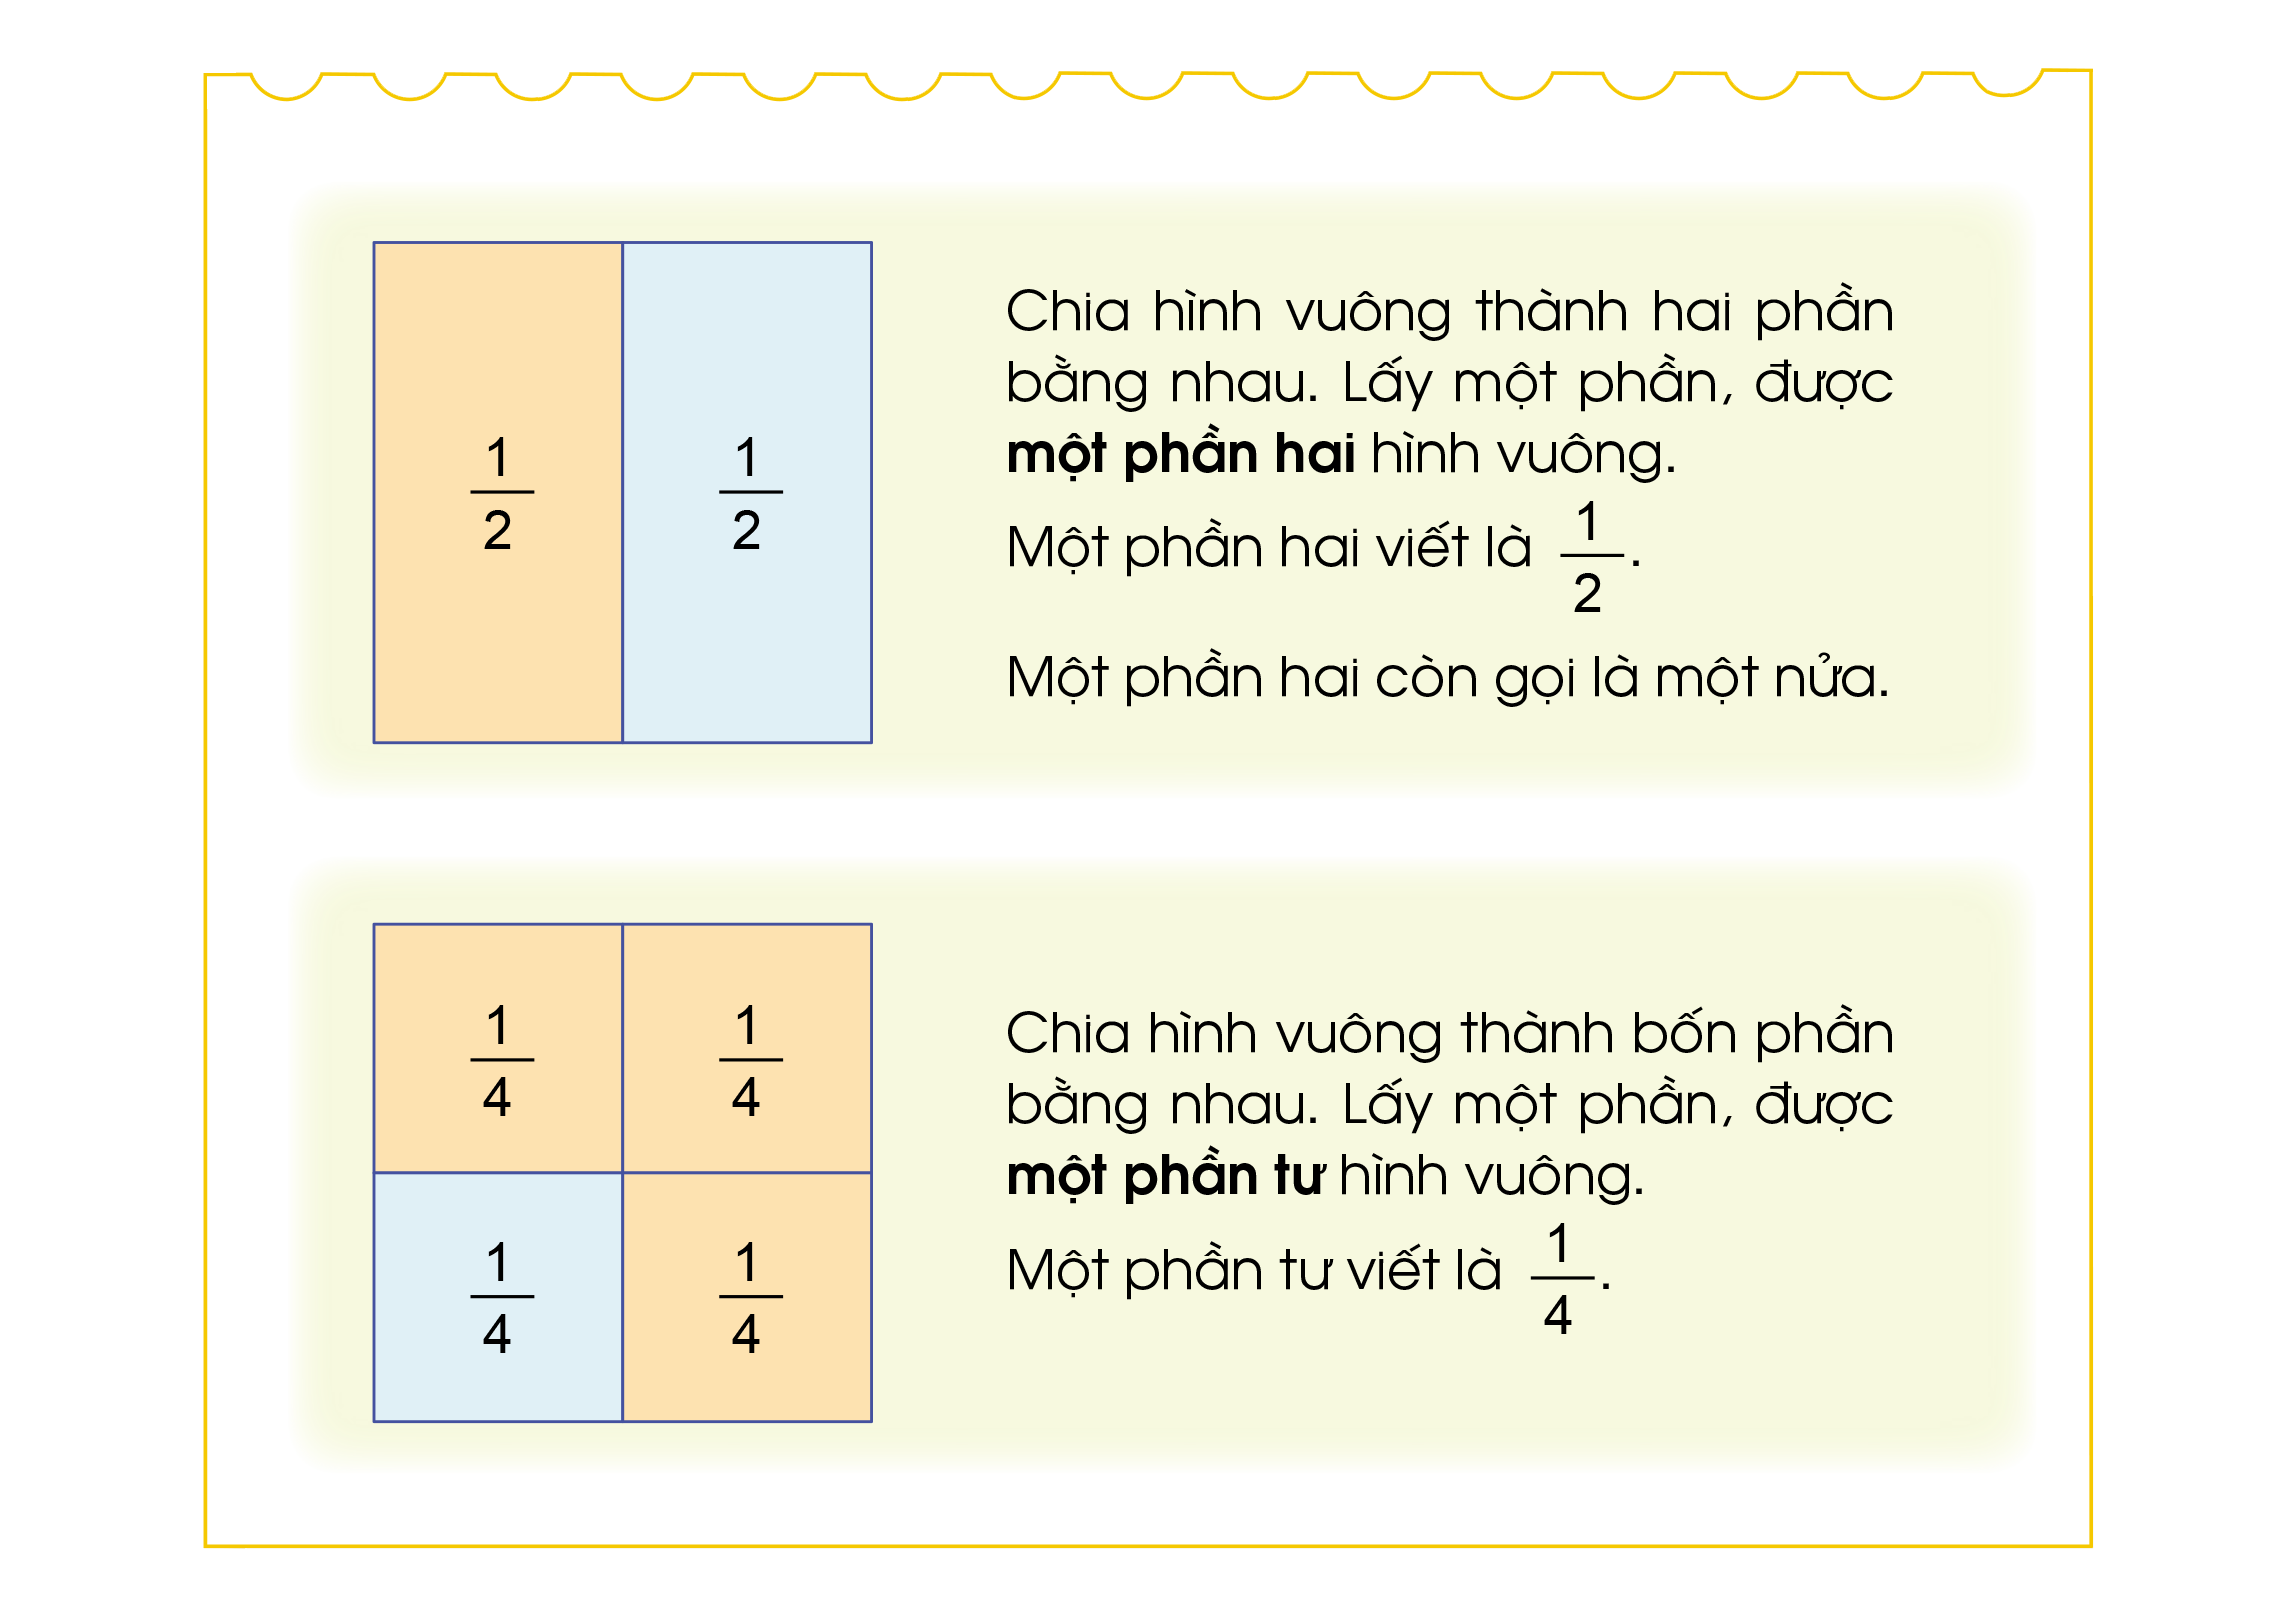 1/2 1/2
Chia hình vuông thành hai phần
bằng nhau. Lấy một phần, được
một phần hai hình vuông.
Một phần hai viết là 1/2.
Một phần hai còn gọi là một nửa.
1/4 1/4
1/4 1/4
Chia hình vuông thành bốn phần
bằng nhau. Lấy một phần, được
một phần tư hình vuông.
Một phần tư viết là 1/4.